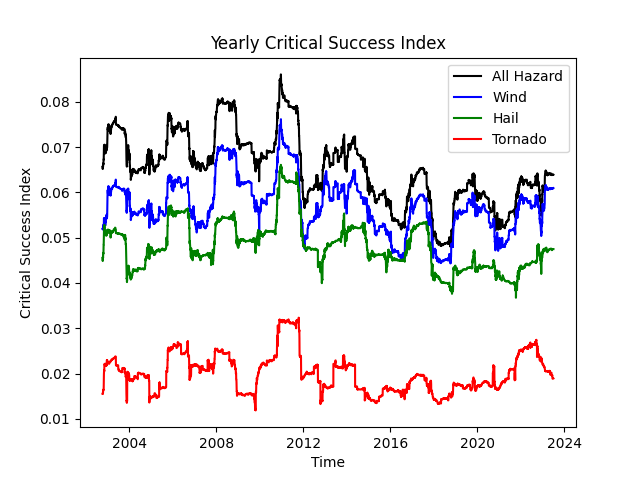 Yearly Critical Success Index
All Hazard
Wind
Hail
Tornado
Critical Success Index
0.08
0.07
0.06
0.05
0.04
0.03
0.02
0.01
2004 2008 2012 2016 2020 2024
Time